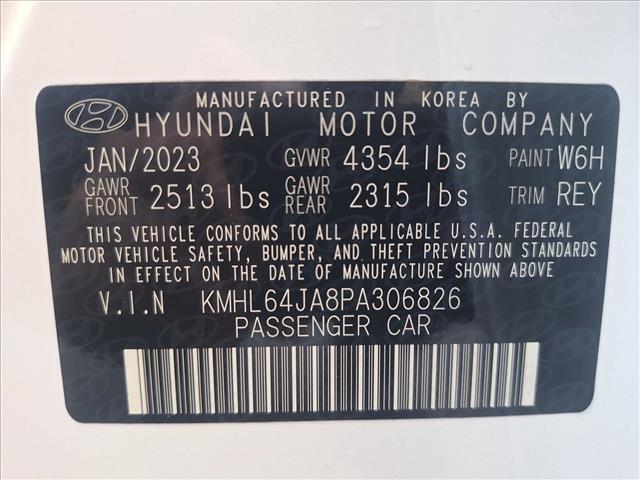 MANUFACTURED IN KOREA BY
HYUNDAI MOTOR COMPANY
JAN/2023 GVWR 4354 lbs PAINT W6H
GAWR FRONT 2513 lbs GAWR REAR 2315 lbs TRIM REY
THIS VEHICLE CONFORMS TO ALL APPLICABLE U.S.A. FEDERAL
MOTOR VEHICLE SAFETY, BUMPER, AND THEFT PREVENTION STANDARDS
IN EFFECT ON THE DATE OF MANUFACTURE SHOWN ABOVE
V.I.N KMHL64JA8PA306826
PASSENGER CAR